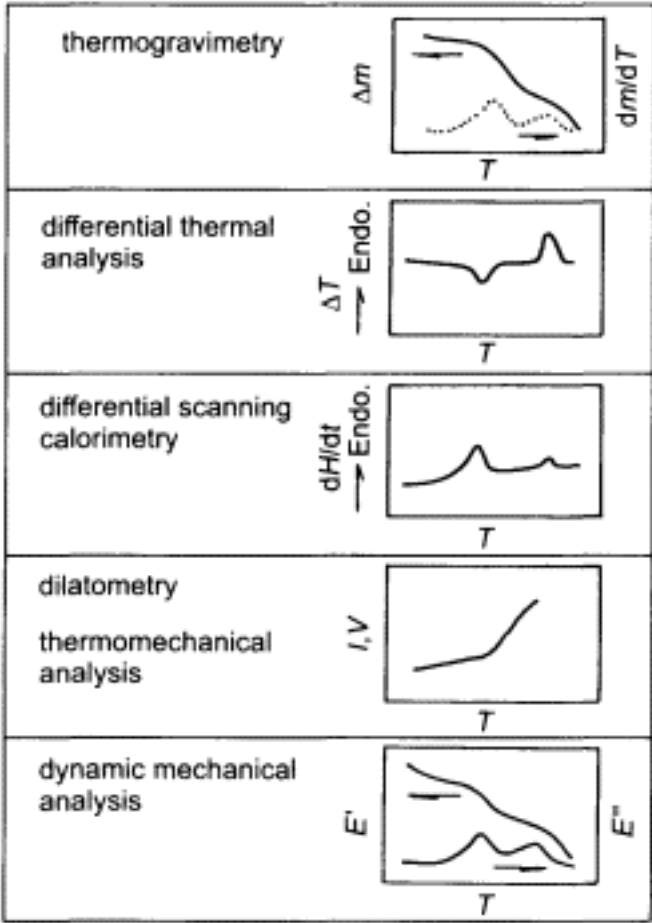 thermogravimetry
Δm
dm/dT
T
differential thermal
analysis
ΔT
→ Endo.
T
differential scanning
calorimetry
dH/dt
→ Endo.
T
dilatometry
thermomechanical
analysis
l,V
T
dynamic mechanical
analysis
E'
E"
T